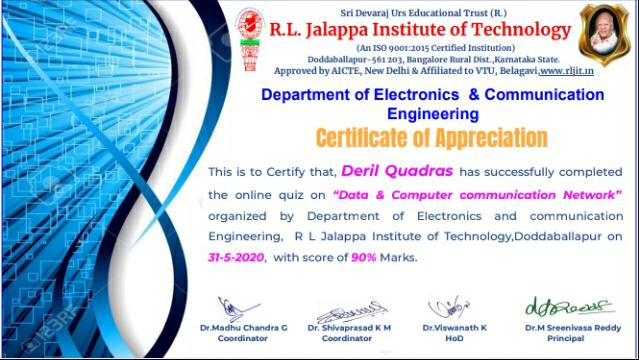 Sri Devaraj Urs Educational Trust (R.)
R.L. Jalappa Institute of Technology
(An ISO 9001:2015 Certified Institution)
Doddaballapur-561 203, Bangalore Rural Dist.,Karnataka State.
Approved by AICTE, New Delhi & Affiliated to VTU, Belagavi,www.rljit.in
Department of Electronics & Communication
Engineering
Certificate of Appreciation
This is to Certify that, Deril Quadras has successfully completed
the online quiz on “Data & Computer communication Network”
organized by Department of Electronics and communication
Engineering, R L Jalappa Institute of Technology,Doddaballapur on
31-5-2020, with score of 90% Marks.
Dr.Madhu Chandra G Dr. Shivaprasad K M Dr.Viswanath K Dr.M Sreenivasa Reddy
Coordinator Coordinator HoD Principal